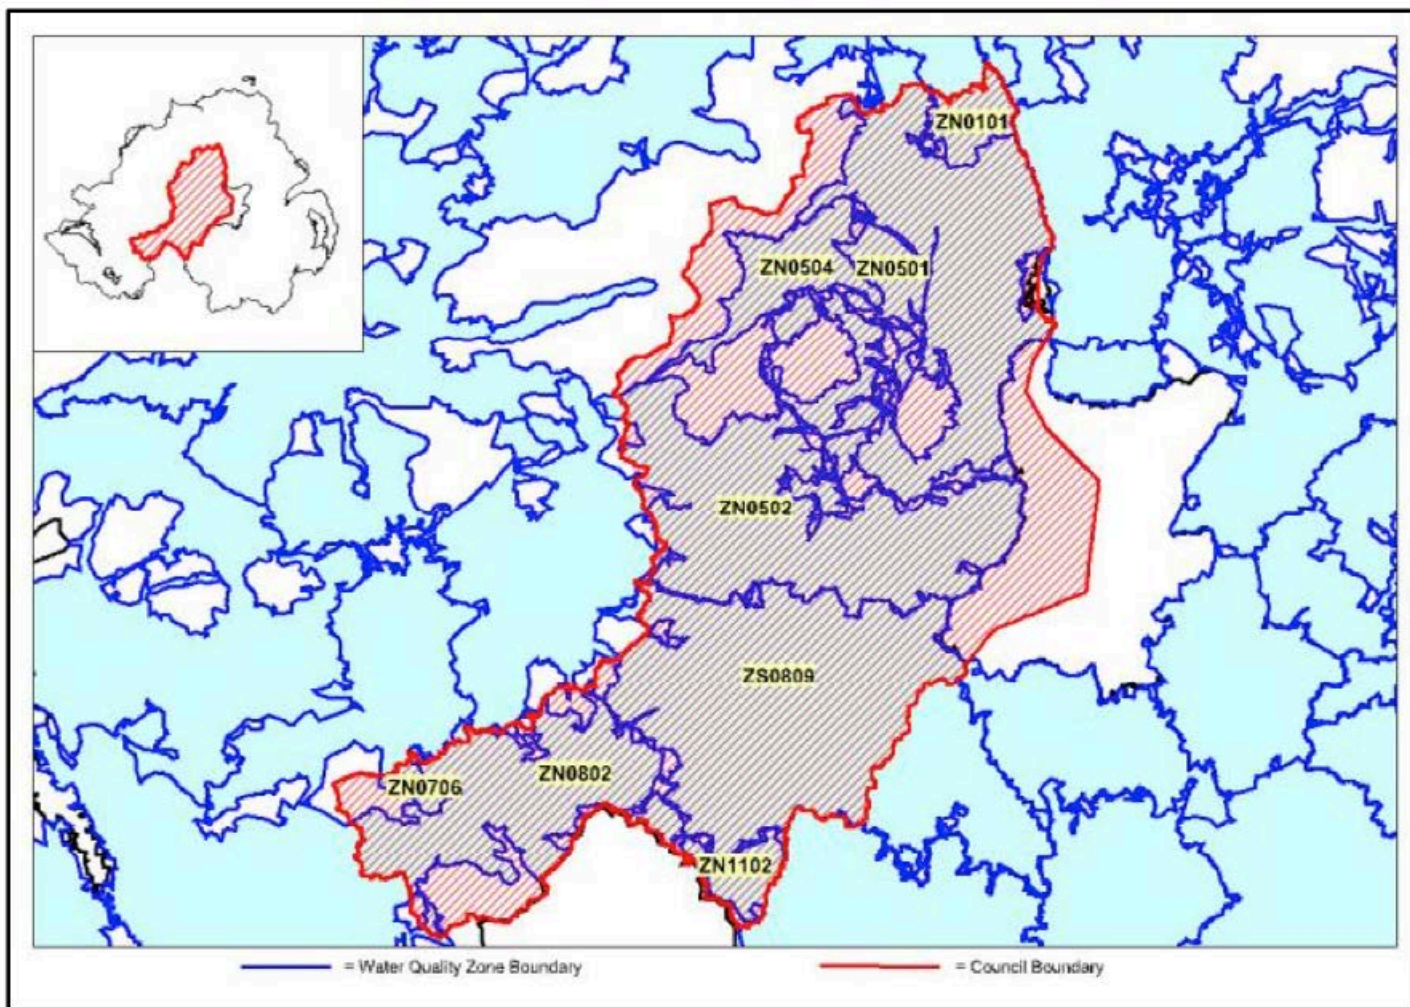 ZN0101
ZN0504
ZN0501
ZN0502
ZS0809
ZN0802
ZN0706
ZN1102
= Water Quality Zone Boundary
= Council Boundary